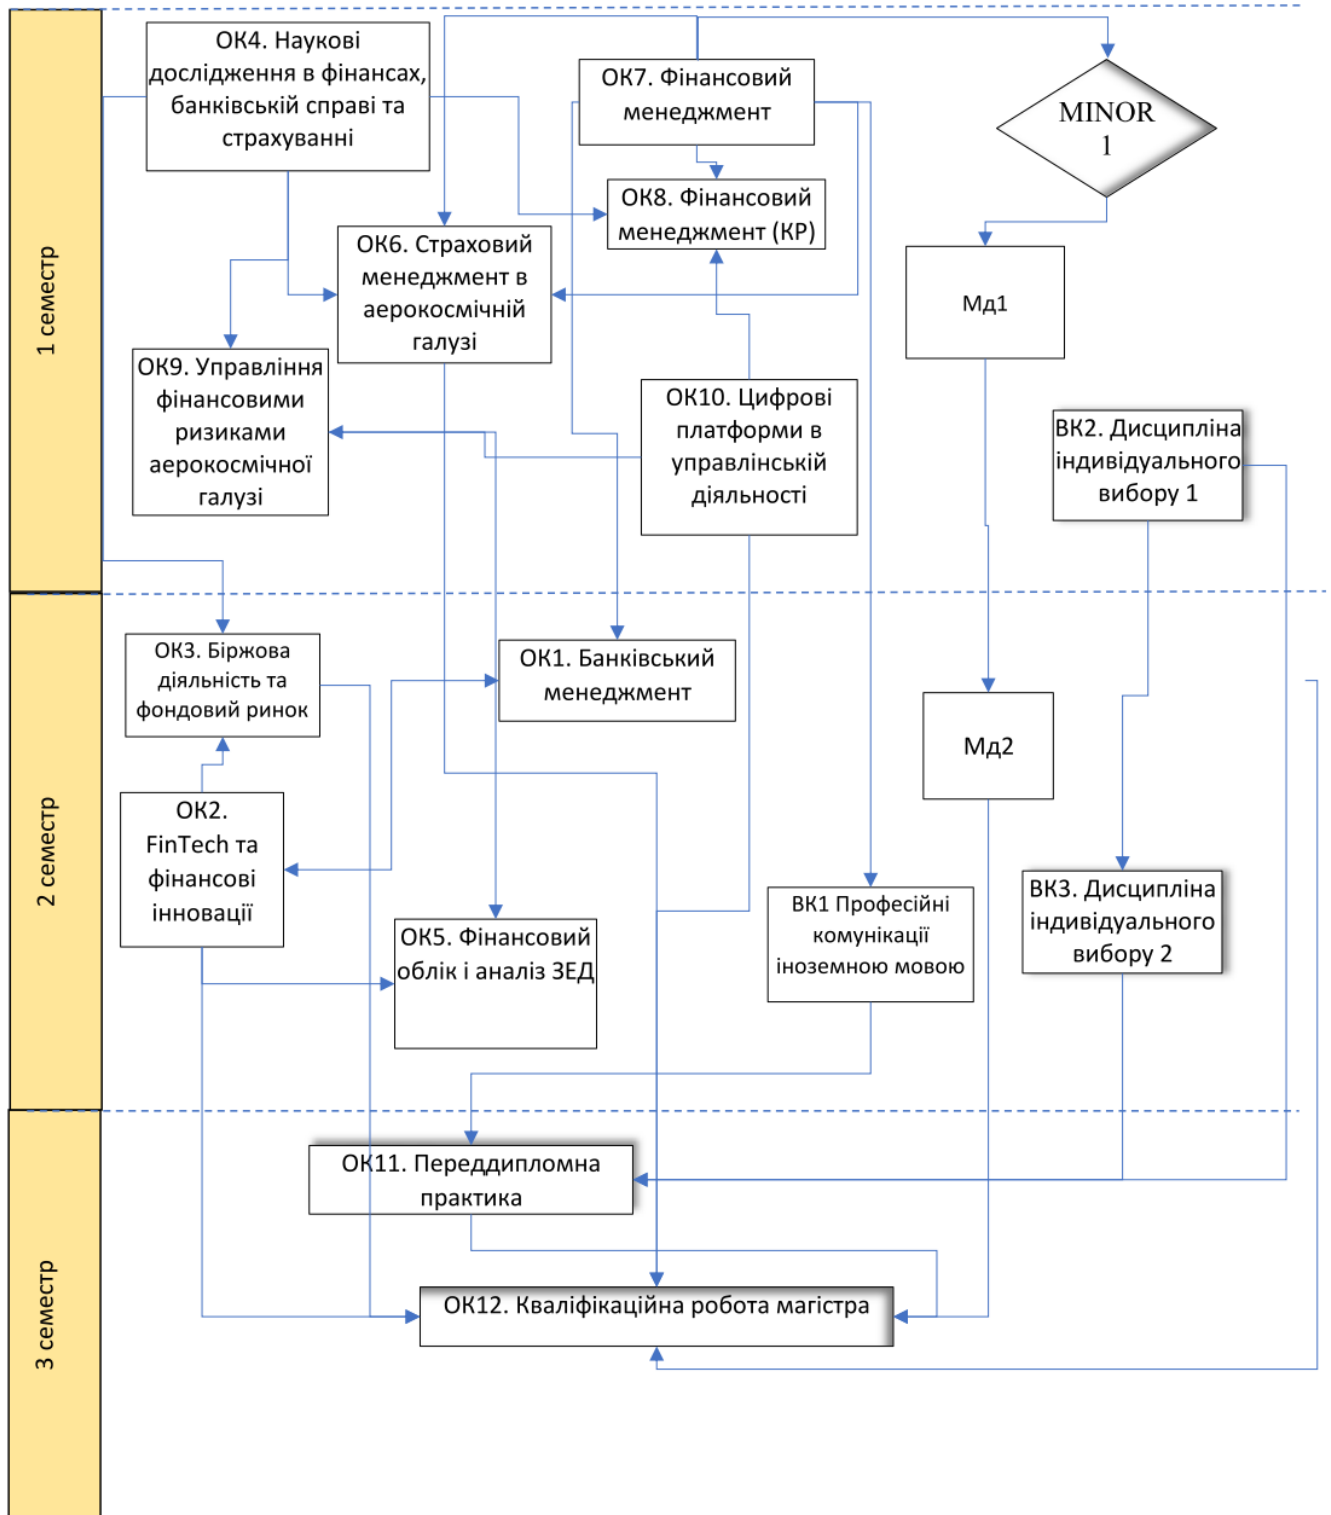 1 семестр
ОК4. Наукові
дослідження в фінансах,
банківській справі та
страхуванні
ОК7. Фінансовий
менеджмент
MINOR
1
ОК8. Фінансовий
менеджмент (КР)
ОК6. Страховий
менеджмент в
аерокосмічній
галузі
Мд1
ОК9. Управління
фінансовими
ризиками
аерокосмічної
галузі
ОК10. Цифрові
платформи в
управлінській
діяльності
ВК2. Дисципліна
індивідуального
вибору 1
2 семестр
ОК3. Біржова
діяльність та
фондовий ринок
ОК1. Банківський
менеджмент
Мд2
ОК2.
FinTech та
фінансові
інновації
ОК5. Фінансовий
облік і аналіз ЗЕД
ВК1 Професійні
комунікації
іноземною мовою
ВК3. Дисципліна
індивідуального
вибору 2
3 семестр
ОК11. Переддипломна
практика
ОК12. Кваліфікаційна робота магістра